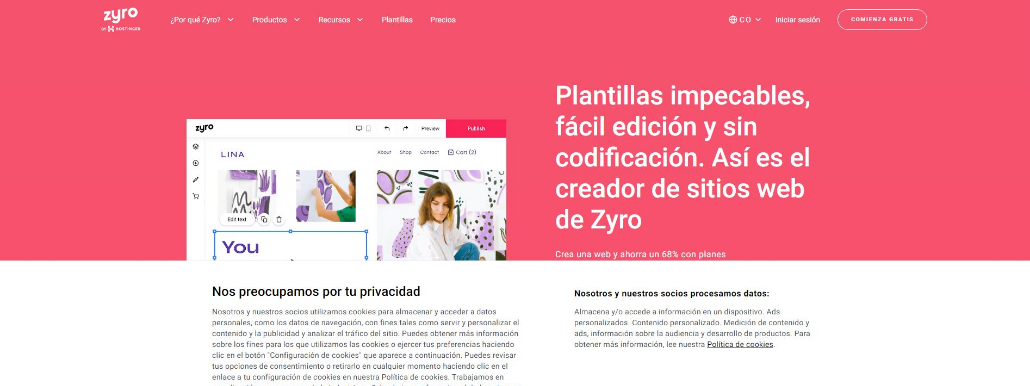 zyro
BY HOSTINGER
¿Por qué Zyro?
Productos
Recursos
Plantillas
Precios
CO
Iniciar sesión
COMIENZA GRATIS
Plantillas impecables,
fácil edición y sin
codificación. Así es el
creador de sitios web
de Zyro
Crea una web y ahorra un 68% con planes
zyro
Preview
Publish
LINA
About
Shop
Contact
Cart (2)
Edit text
You
Nos preocupamos por tu privacidad
Nosotros y nuestros socios utilizamos cookies para almacenar y acceder a datos
personales, como los datos de navegación, con fines tales como servir y personalizar el
contenido y la publicidad y analizar el tráfico del sitio. Puedes obtener más información
sobre los fines para los que utilizamos las cookies o ejercer tus preferencias haciendo
clic en el botón "Configuración de cookies" que aparece a continuación. Puedes revisar
tus opciones de consentimiento o retirarlo en cualquier momento haciendo clic en el
enlace a tu configuración de cookies en nuestra Política de cookies. Trabajamos en
Nosotros y nuestros socios procesamos datos:
Almacena y/o accede a información en un dispositivo. Ads
personalizados. Contenido personalizado. Medición de contenido y
ads, información sobre la audiencia y desarrollo de productos. Para
obtener más información, lee nuestra Política de cookies.